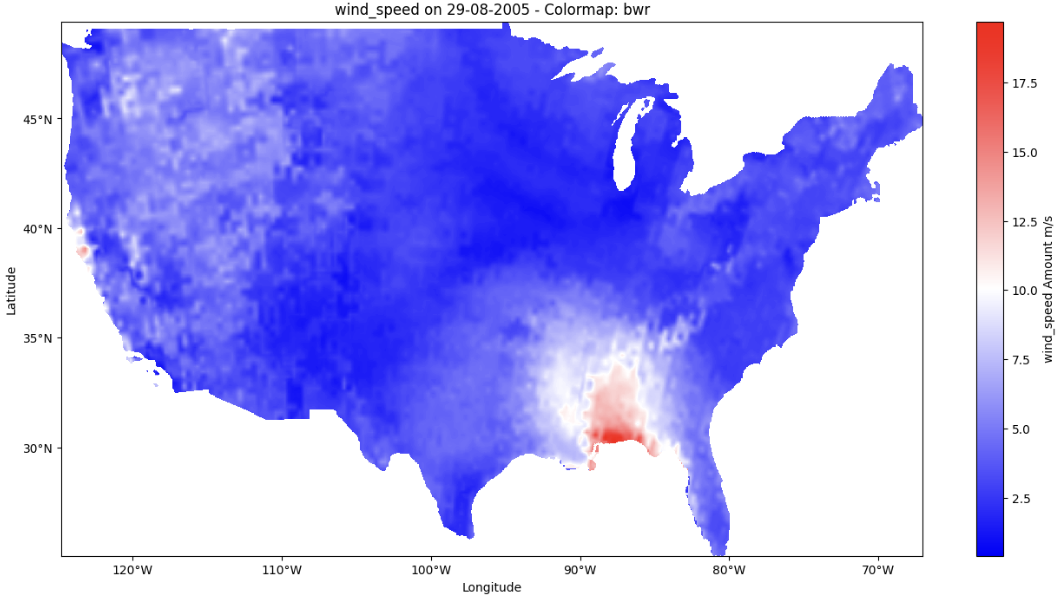 wind_speed on 29-08-2005 - Colormap: bwr
45°N
40°N
35°N
30°N
Latitude
120°W
110°W
100°W
90°W
80°W
70°W
Longitude
17.5
15.0
12.5
10.0
7.5
5.0
2.5
wind_speed Amount m/s